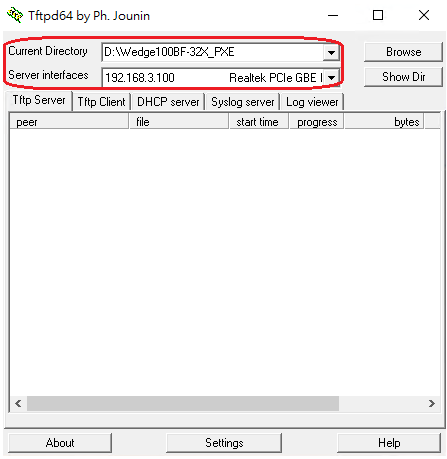 Tftpd64 by Ph. Jounin
Current Directory D:\Wedge100BF-32X_PXE Browse
Server interfaces 192.168.3.100 Realtek PCIe GBE Show Dir
Tftp Server Tftp Client DHCP server Syslog server Log viewer
peer file start time progress bytes
About Settings Help